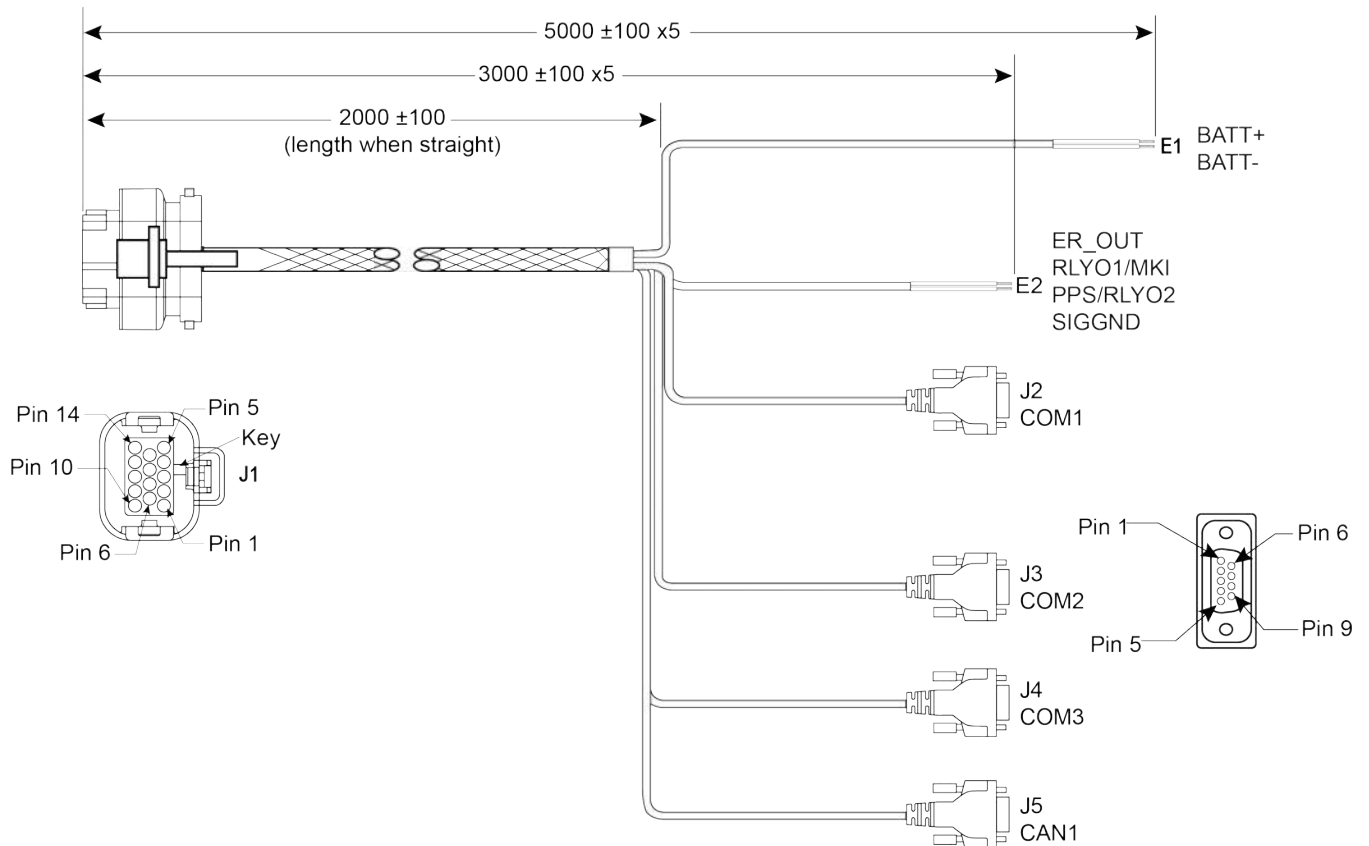 5000 ±100 x5
3000 ±100 x5
2000 ±100
(length when straight)
E1
BATT+
BATT-
ER_OUT
RLYO1/MKI
E2
PPS/RLYO2
SIGGND
J2
COM1
Pin 14
Pin 5
Key
Pin 10
J1
Pin 6
Pin 1
J3
COM2
Pin 1
Pin 6
Pin 5
Pin 9
J4
COM3
J5
CAN1